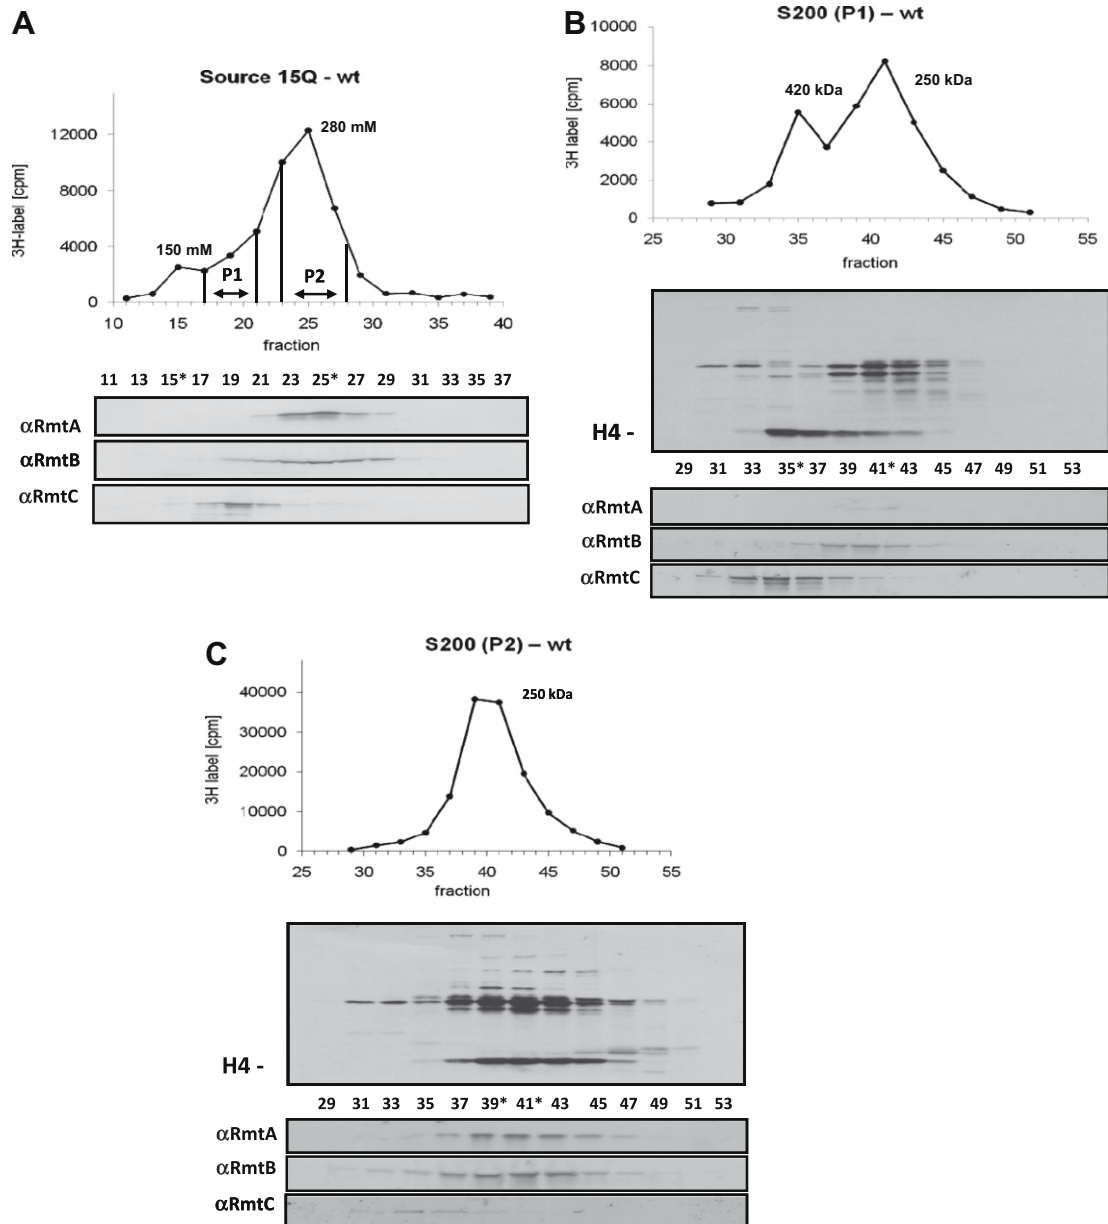 A
Source 15Q - wt
3H-label [cpm]
12000
8000
4000
0
280 mM
150 mM
P1
P2
10 15 20 25 30 35 40
fraction
11 13 15* 17 19 21 23 25* 27 29 31 33 35 37
αRmtA
αRmtB
αRmtC
B
S200 (P1) – wt
3H label [cpm]
10000
8000
6000
4000
2000
0
420 kDa
250 kDa
25 30 35 40 45 50 55
fraction
H4 -
29 31 33 35* 37 39 41* 43 45 47 49 51 53
αRmtA
αRmtB
αRmtC
C
S200 (P2) – wt
3H label [cpm]
40000
30000
20000
10000
0
250 kDa
25 30 35 40 45 50 55
fraction
H4 -
29 31 33 35 37 39* 41* 43 45 47 49 51 53
αRmtA
αRmtB
αRmtC